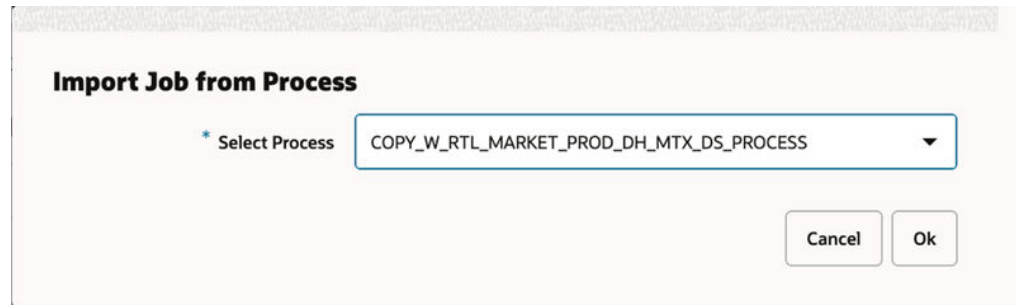 Import Job from Process
* Select Process COPY_W_RTL_MARKET_PROD_DH_MTX_DS_PROCESS
Cancel Ok